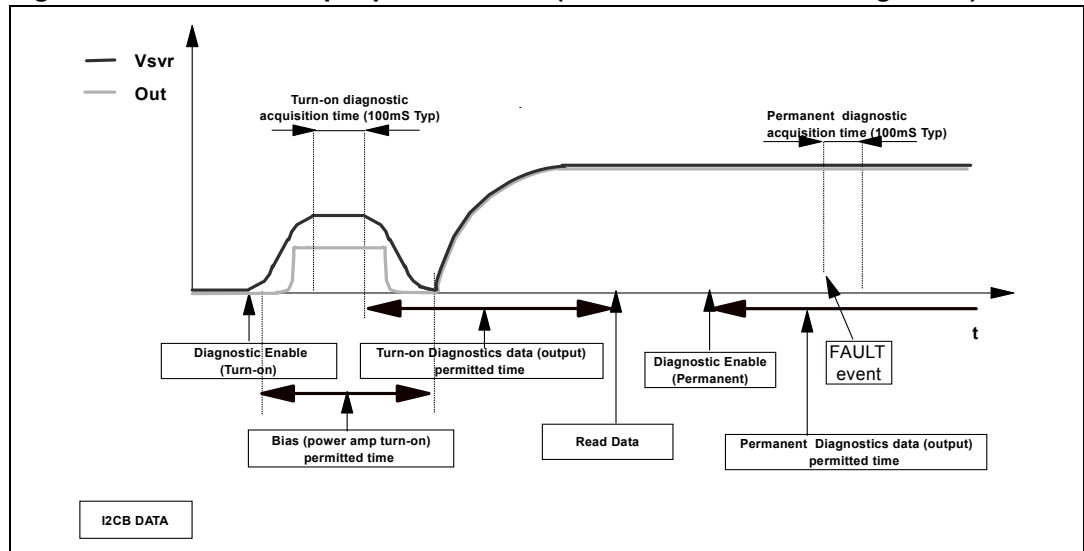 Vsvr
Out
Turn-on diagnostic
acquisition time (100mS Typ)
Permanent diagnostic
acquisition time (100mS Typ)
t
Diagnostic Enable
(Turn-on)
Turn-on Diagnostics data (output)
permitted time
Diagnostic Enable
(Permanent)
FAULT
event
Bias (power amp turn-on)
permitted time
Read Data
Permanent Diagnostics data (output)
permitted time
I2CB DATA